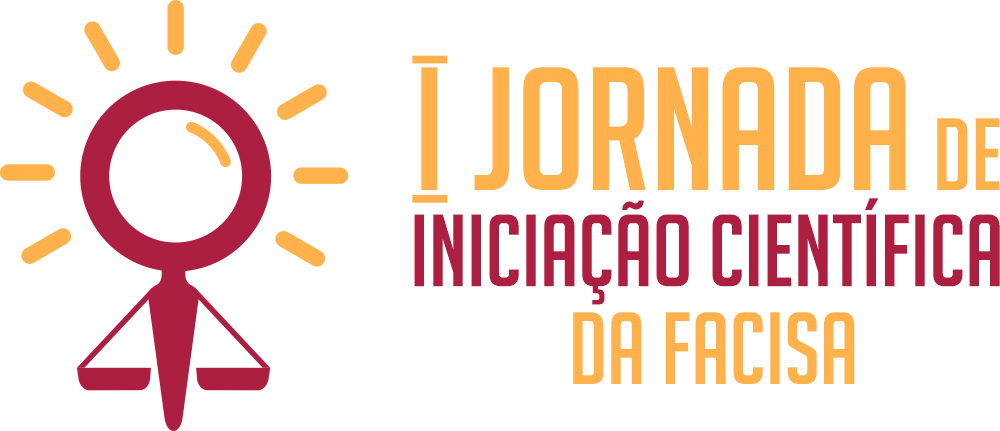 I JORNADA DE
INICIAÇÃO CIENTÍFICA
DA FACISA